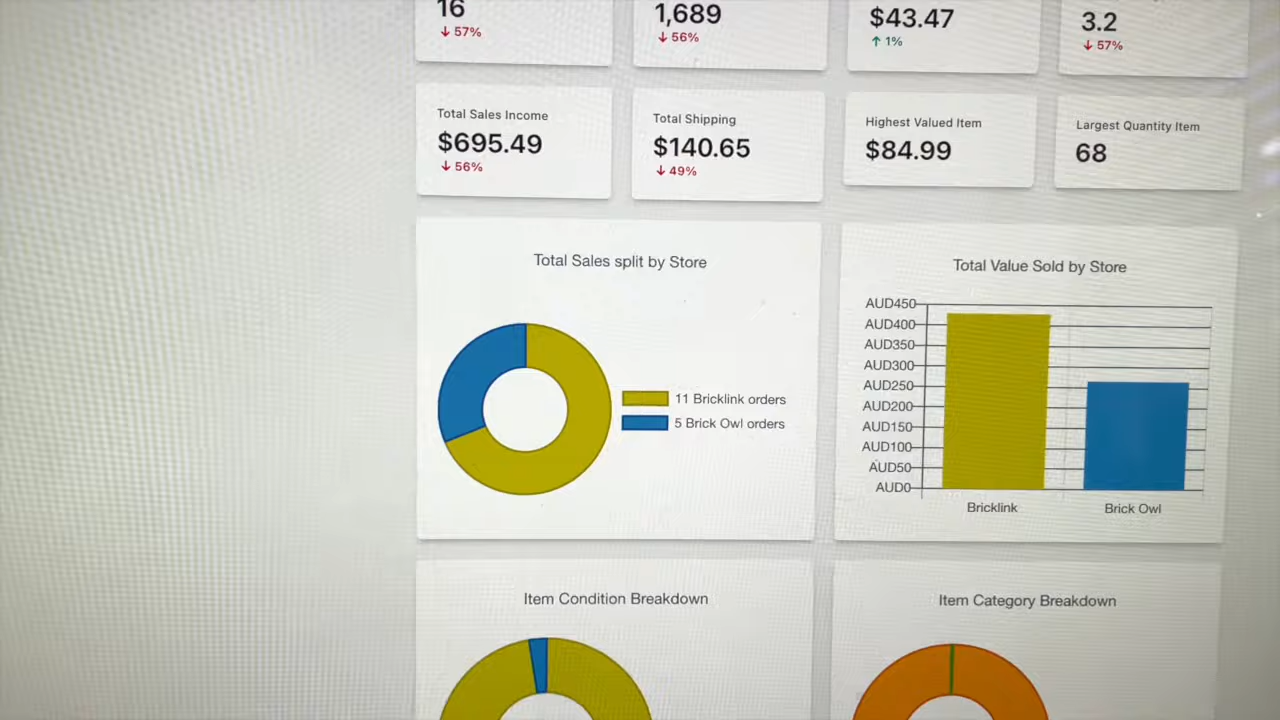 16
↓ 57%
1,689
↓ 56%
$43.47
↑ 1%
3.2
↓ 57%
Total Sales Income
$695.49
↓ 56%
Total Shipping
$140.65
↓ 49%
Highest Valued Item
$84.99
Largest Quantity Item
68
Total Sales split by Store
11 Bricklink orders
5 Brick Owl orders
Total Value Sold by Store
AUD450
AUD400
AUD350
AUD300
AUD250
AUD200
AUD150
AUD100
AUD50
AUD0
Bricklink
Brick Owl
Item Condition Breakdown
Item Category Breakdown